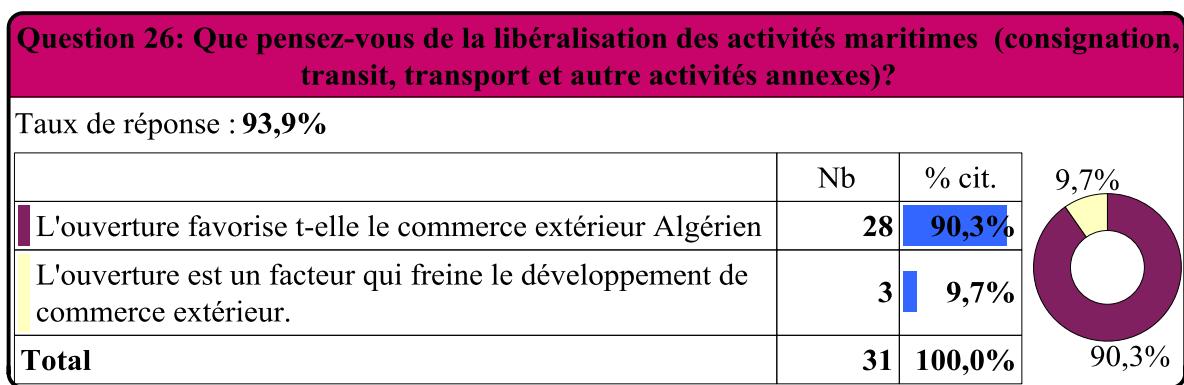 Question 26: Que pensez-vous de la libéralisation des activités maritimes (consignation,
transit, transport et autre activités annexes)?
Taux de réponse : 93,9%
Nb % cit.
L'ouverture favorise t-elle le commerce extérieur Algérien 28 90,3%
L'ouverture est un facteur qui freine le développement de
commerce extérieur. 3 9,7%
Total 31 100,0%
9,7%
90,3%